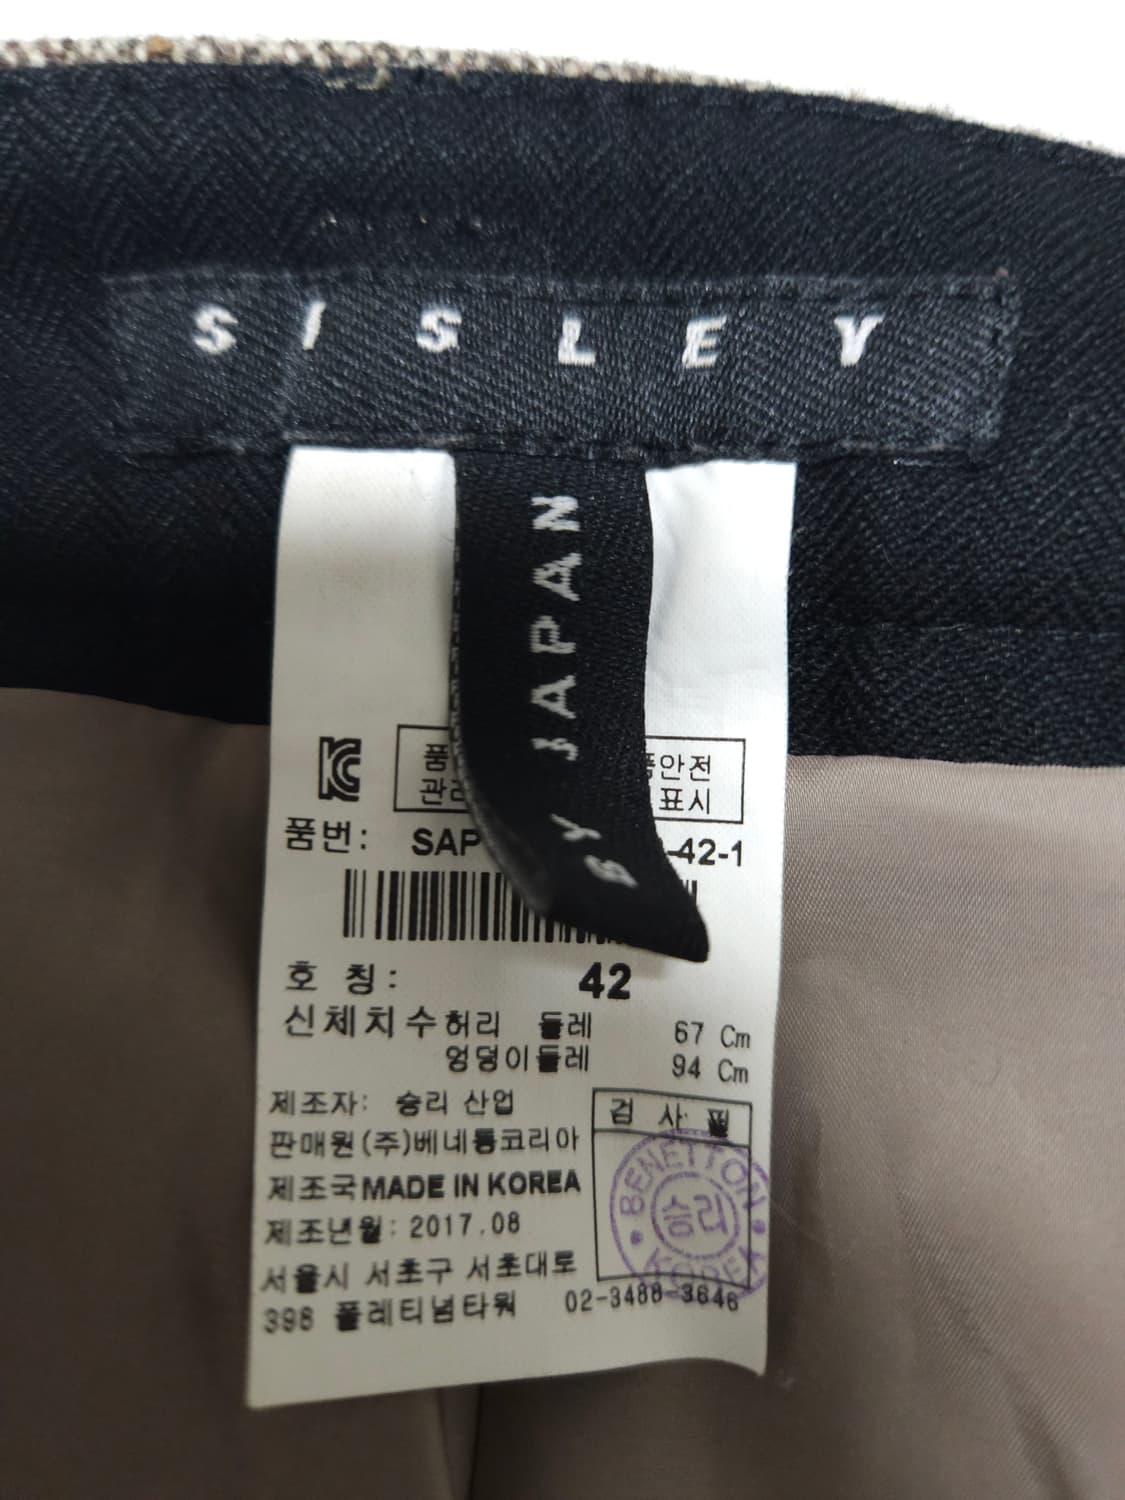 SISLEY
BY JAPAN
품 품안전
관리 표시
품번: SAP -42-1
호 칭: 42
신체치수허리 둘레 67 Cm
엉덩이둘레 94 Cm
제조자: 승리 산업
판매원(주)베네통코리아
제조국MADE IN KOREA
제조년월: 2017.08
서울시 서초구 서초대로
398 플레티넘타워 02-3488-3646
검 사 필
BENETTON
승리
KOREA